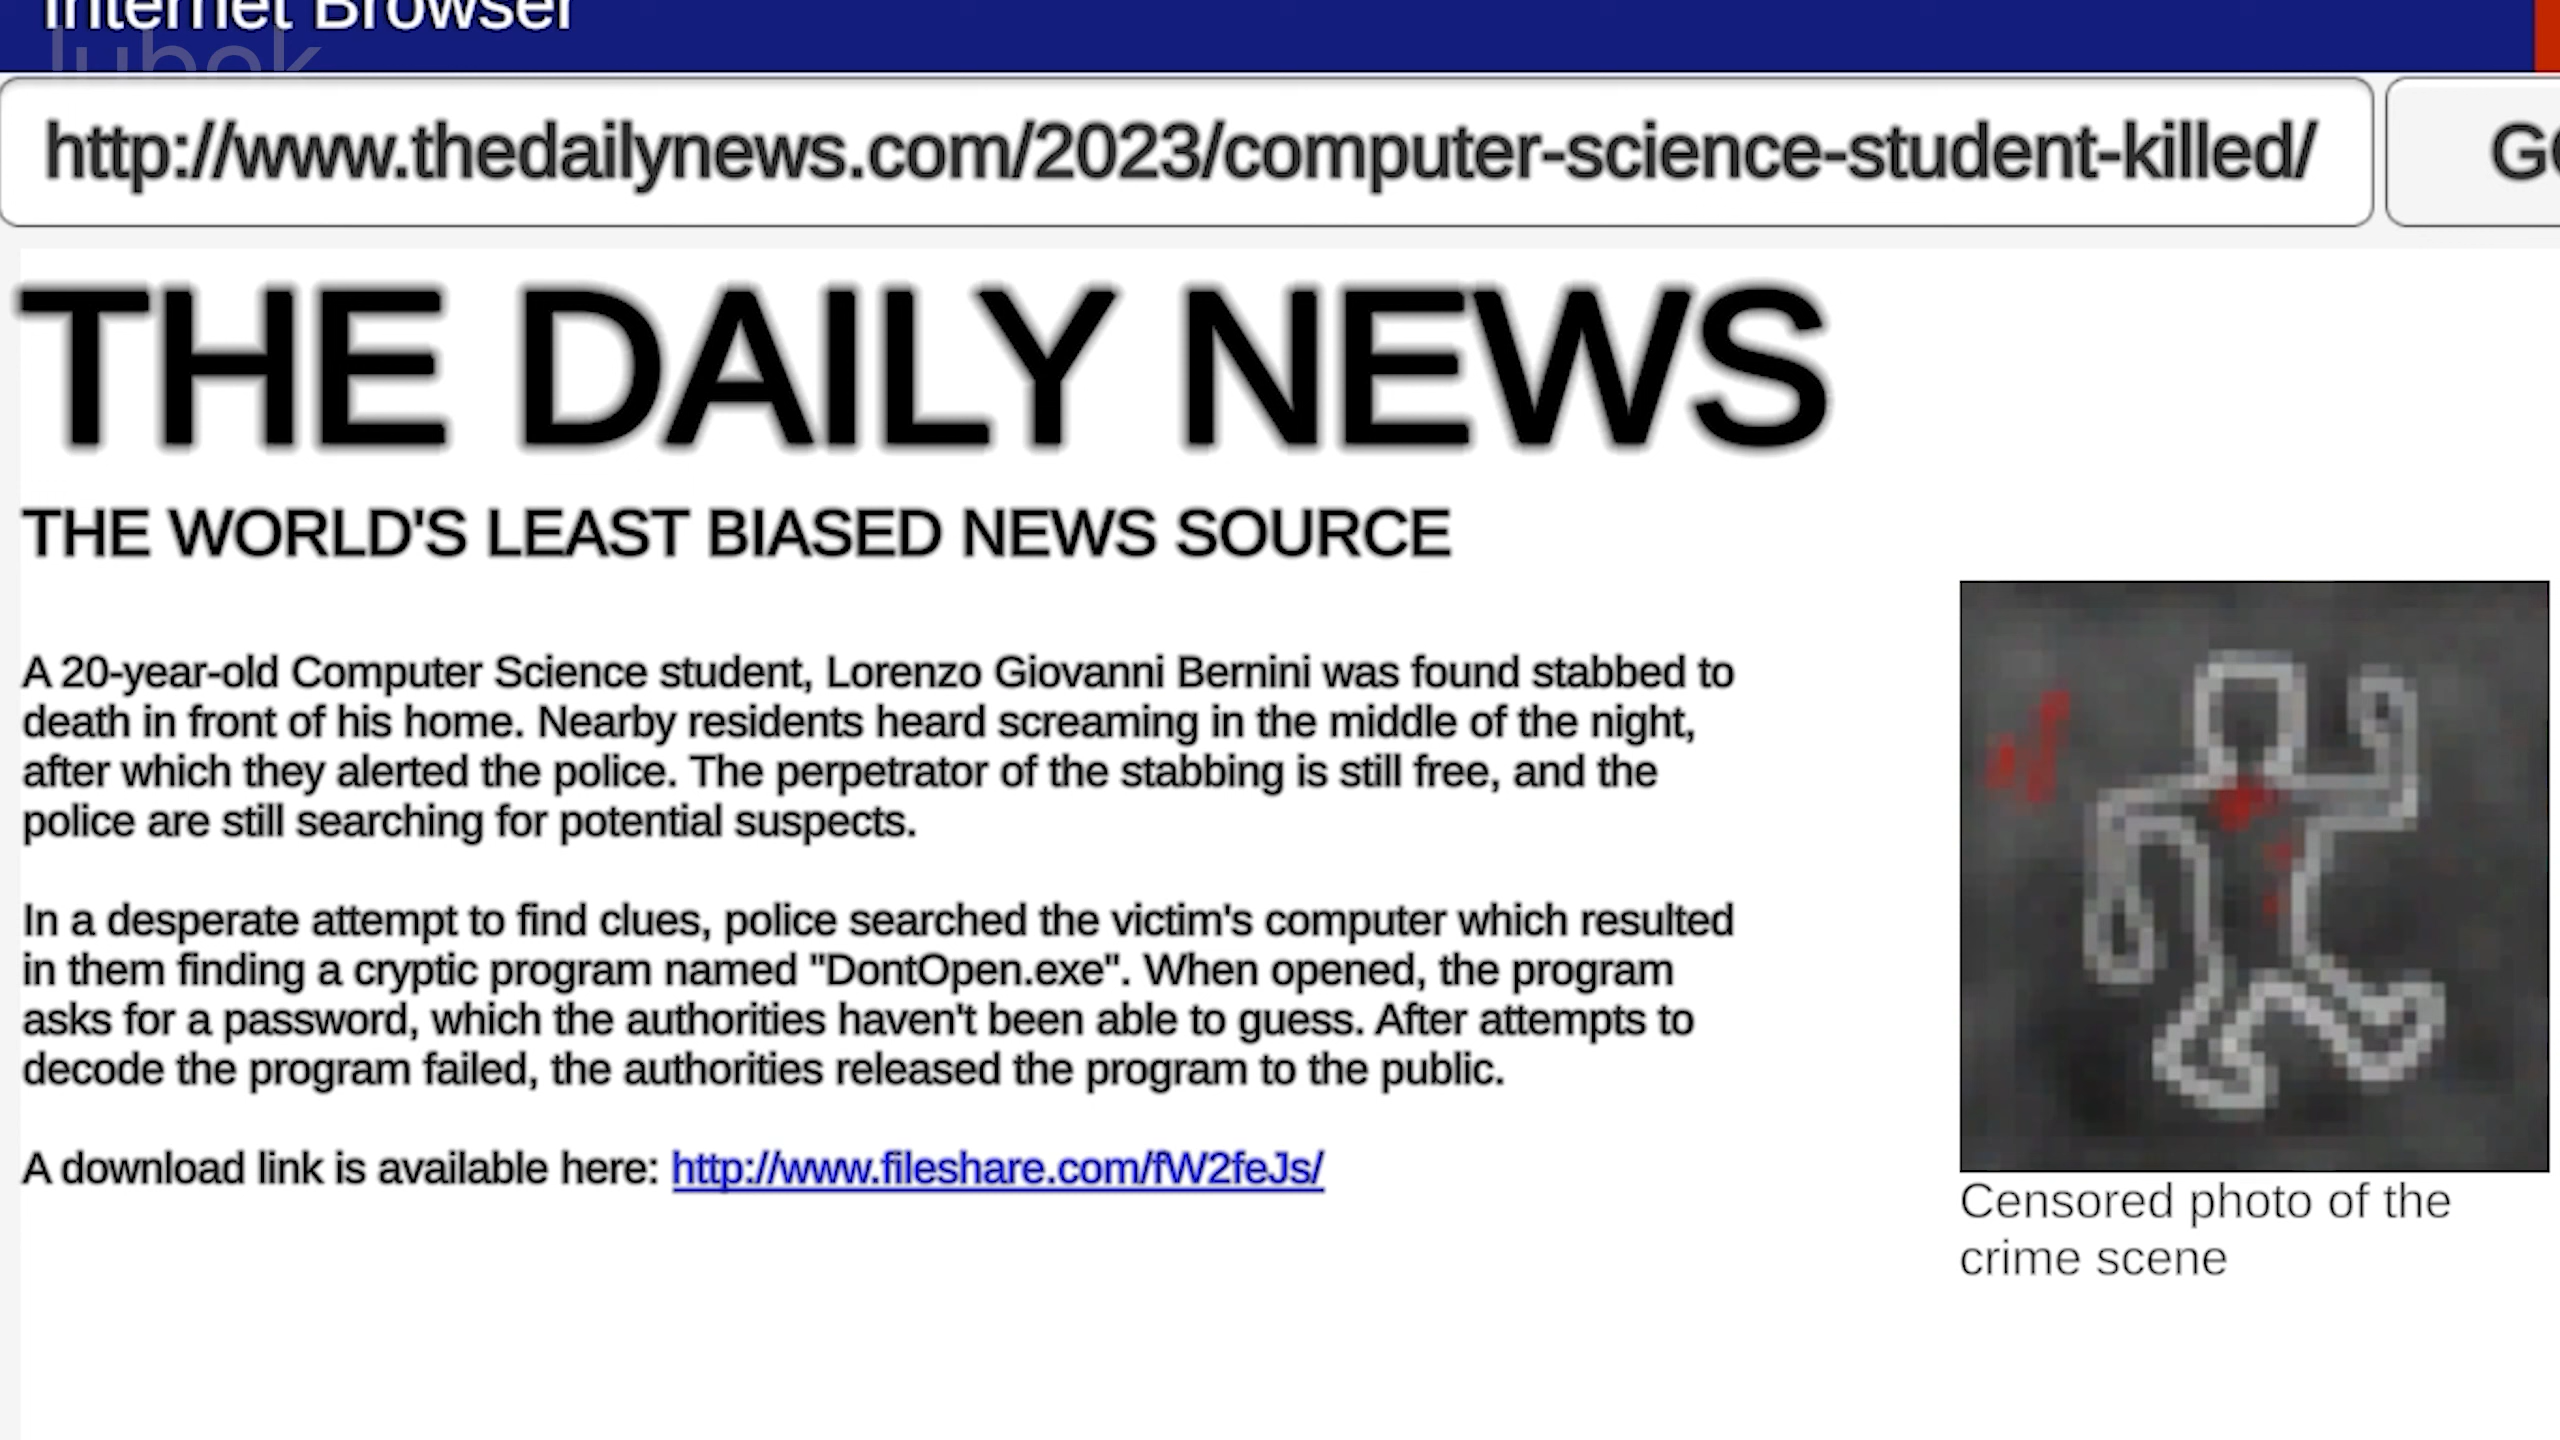 Internet Browser
lubek
http://www.thedailynews.com/2023/computer-science-student-killed/
THE DAILY NEWS
THE WORLD'S LEAST BIASED NEWS SOURCE
A 20-year-old Computer Science student, Lorenzo Giovanni Bernini was found stabbed to
death in front of his home. Nearby residents heard screaming in the middle of the night,
after which they alerted the police. The perpetrator of the stabbing is still free, and the
police are still searching for potential suspects.
In a desperate attempt to find clues, police searched the victim's computer which resulted
in them finding a cryptic program named "DontOpen.exe". When opened, the program
asks for a password, which the authorities haven't been able to guess. After attempts to
decode the program failed, the authorities released the program to the public.
A download link is available here: http://www.fileshare.com/fW2feJs/
Censored photo of the
crime scene